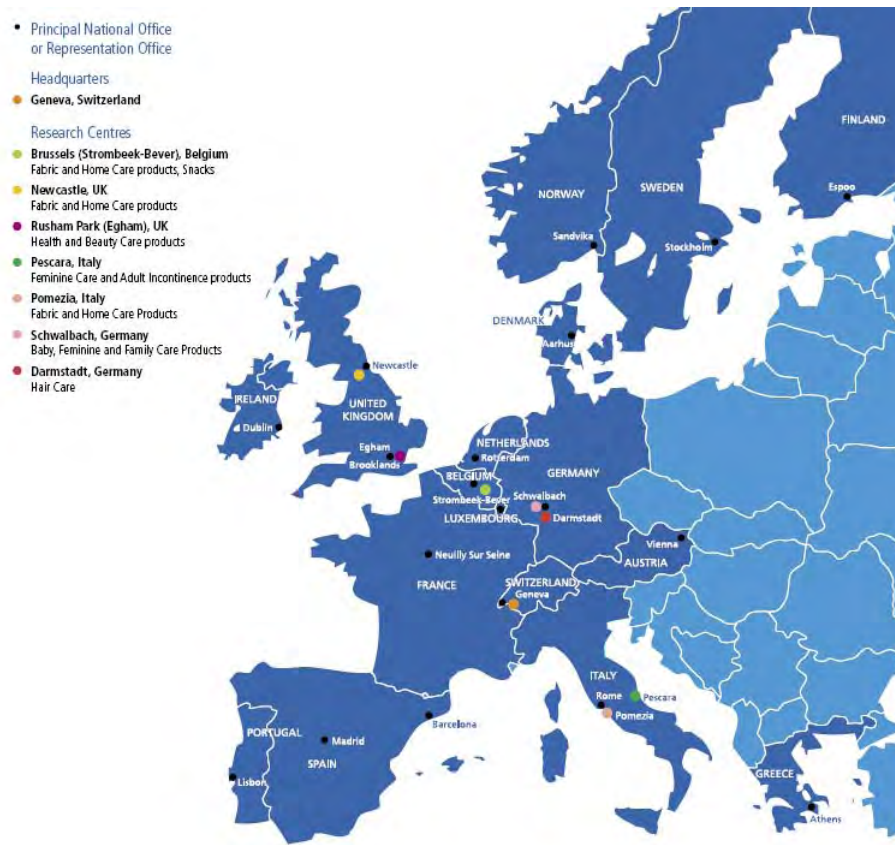 Principal National Office
or Representation Office
Headquarters
Geneva, Switzerland
Research Centres
Brussels (Strombeek-Bever), Belgium
Fabric and Home Care products, Snacks
Newcastle, UK
Fabric and Home Care products
Rusham Park (Egham), UK
Health and Beauty Care products
Pescara, Italy
Feminine Care and Adult Incontinence products
Pomezia, Italy
Fabric and Home Care Products
Schwalbach, Germany
Baby, Feminine and Family Care Products
Darmstadt, Germany
Hair Care
FINLAND
NORWAY
SWEDEN
Espoo
Sandvika
Stockholm
DENMARK
Aarhus
Newcastle
IRELAND
UNITED
KINGDOM
Dublin
Egham
Brooklands
NETHERLANDS
Rotterdam
BELGIUM
GERMANY
Strombeek-Bever
Schwalbach
LUXEMBOURG
Darmstadt
Vienna
AUSTRIA
Neuilly Sur Seine
FRANCE
SWITZERLAND
Geneva
ITALY
Rome
Pescara
Pomezia
Barcelona
PORTUGAL
Madrid
SPAIN
Lisbon
GREECE
Athens